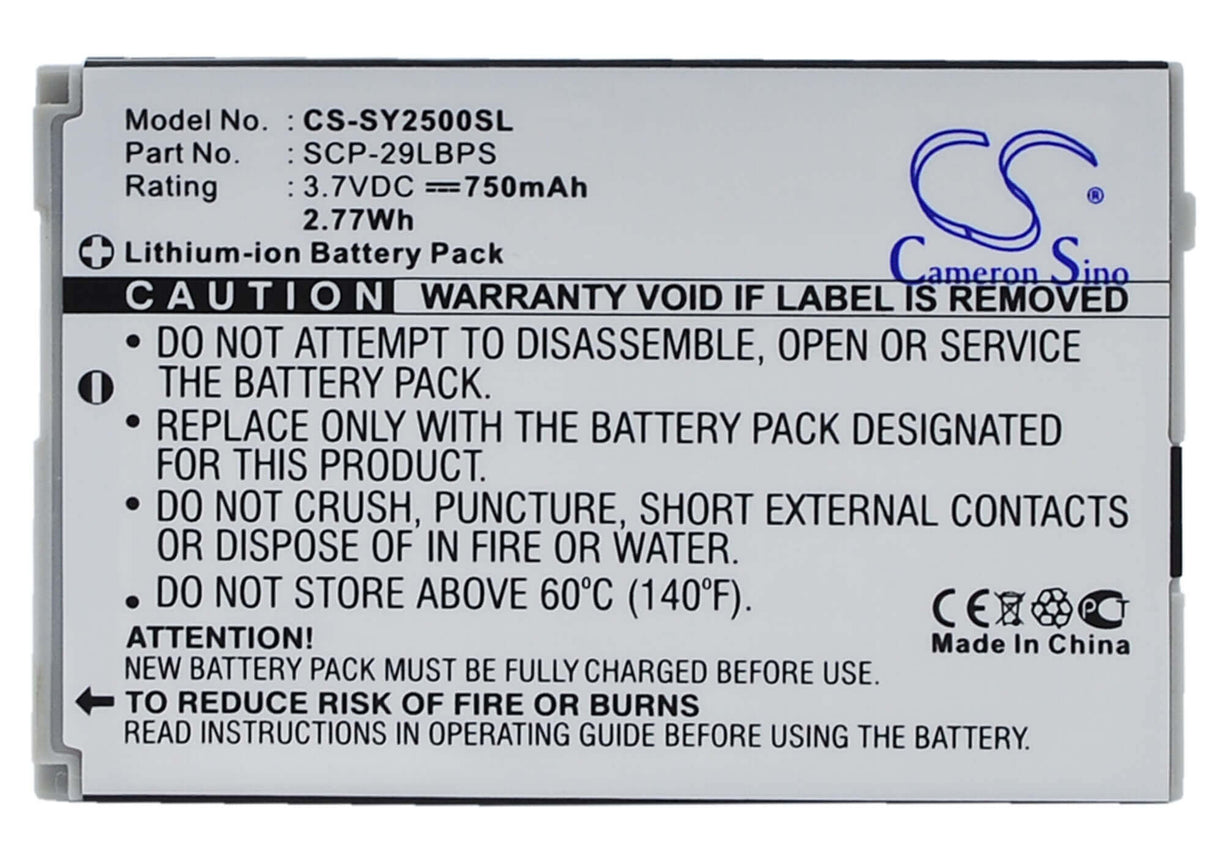 Model No. : CS-SY2500SL
Part No. : SCP-29LBPS
Rating : 3.7VDC ⎓750mAh
2.77Wh
Lithium-ion Battery Pack
CS ®
Cameron Sino
CAUTION WARRANTY VOID IF LABEL IS REMOVED
• DO NOT ATTEMPT TO DISASSEMBLE, OPEN OR SERVICE
THE BATTERY PACK.
• REPLACE ONLY WITH THE BATTERY PACK DESIGNATED
FOR THIS PRODUCT.
• DO NOT CRUSH, PUNCTURE, SHORT EXTERNAL CONTACTS
OR DISPOSE OF IN FIRE OR WATER.
• DO NOT STORE ABOVE 60°C (140°F).
CE PCT
Made In China
ATTENTION!
NEW BATTERY PACK MUST BE FULLY CHARGED BEFORE USE.
TO REDUCE RISK OF FIRE OR BURNS
READ INSTRUCTIONS IN OPERATING GUIDE BEFORE USING THE BATTERY.